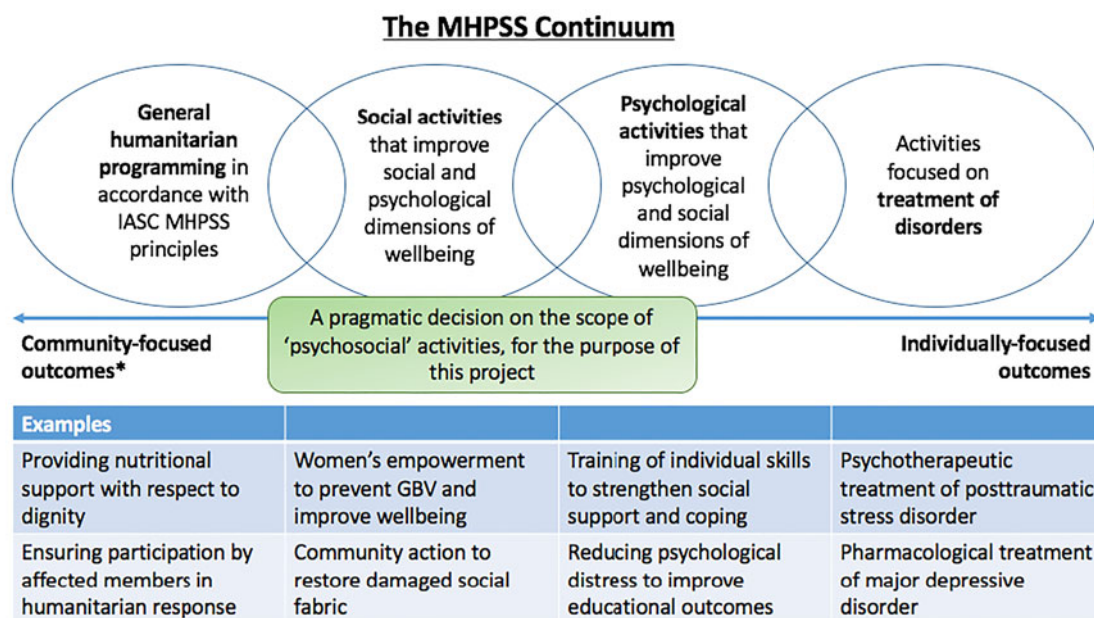 The MHPSS Continuum
General
humanitarian
programming in
accordance with
IASC MHPSS
principles
Social activities
that improve
social and
psychological
dimensions of
wellbeing
Psychological
activities that
improve
psychological
and social
dimensions of
wellbeing
Activities
focused on
treatment of
disorders
Community-focused
outcomes*
A pragmatic decision on the scope of
‘psychosocial’ activities, for the purpose of
this project
Individually-focused
outcomes
Examples
Providing nutritional
support with respect to
dignity
Women’s empowerment
to prevent GBV and
improve wellbeing
Training of individual skills
to strengthen social
support and coping
Psychotherapeutic
treatment of posttraumatic
stress disorder
Ensuring participation by
affected members in
humanitarian response
Community action to
restore damaged social
fabric
Reducing psychological
distress to improve
educational outcomes
Pharmacological treatment
of major depressive
disorder